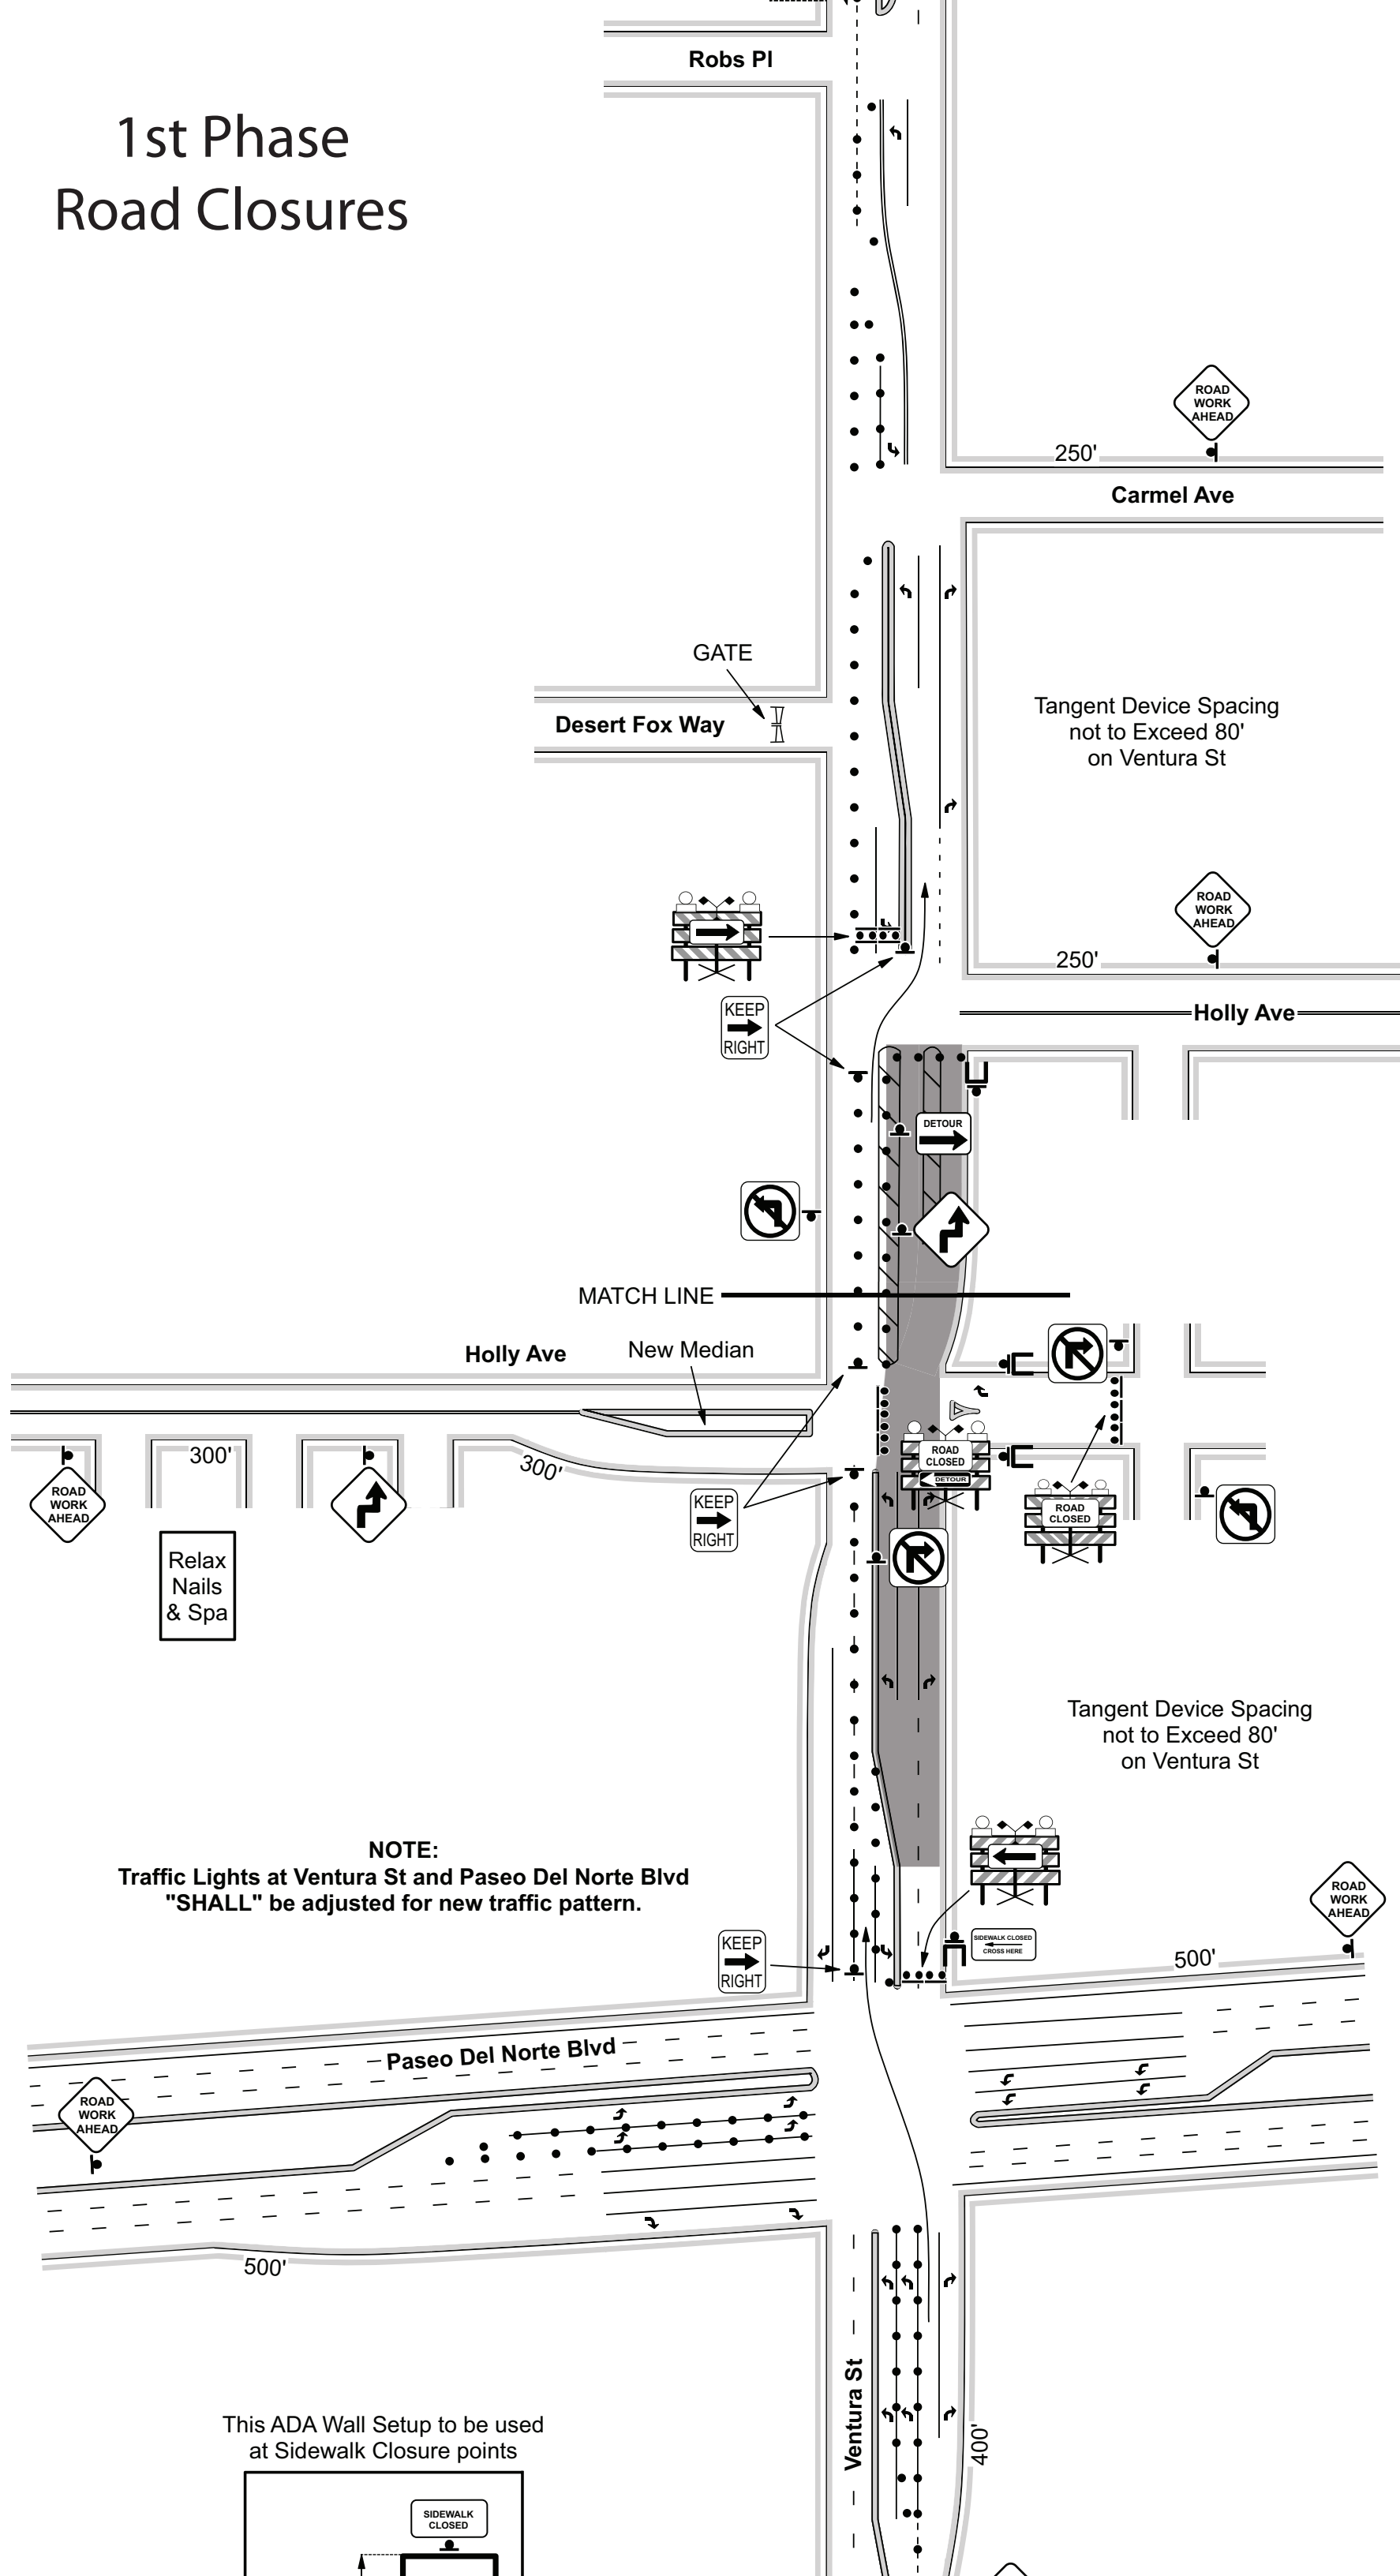 Robs Pl
1st Phase
Road Closures
ROAD
WORK
AHEAD
250'
Carmel Ave
GATE
Desert Fox Way
Tangent Device Spacing
not to Exceed 80'
on Ventura St
ROAD
WORK
AHEAD
250'
Holly Ave
KEEP
RIGHT
DETOUR
MATCH LINE
Holly Ave
New Median
300'
300'
ROAD
WORK
AHEAD
ROAD
CLOSED
DETOUR
KEEP
RIGHT
ROAD
CLOSED
Relax
Nails
& Spa
Tangent Device Spacing
not to Exceed 80'
on Ventura St
NOTE:
Traffic Lights at Ventura St and Paseo Del Norte Blvd
"SHALL" be adjusted for new traffic pattern.
ROAD
WORK
AHEAD
KEEP
RIGHT
SIDEWALK CLOSED
CROSS HERE
500'
Paseo Del Norte Blvd
ROAD
WORK
AHEAD
500'
Ventura St
400'
This ADA Wall Setup to be used
at Sidewalk Closure points
SIDEWALK
CLOSED